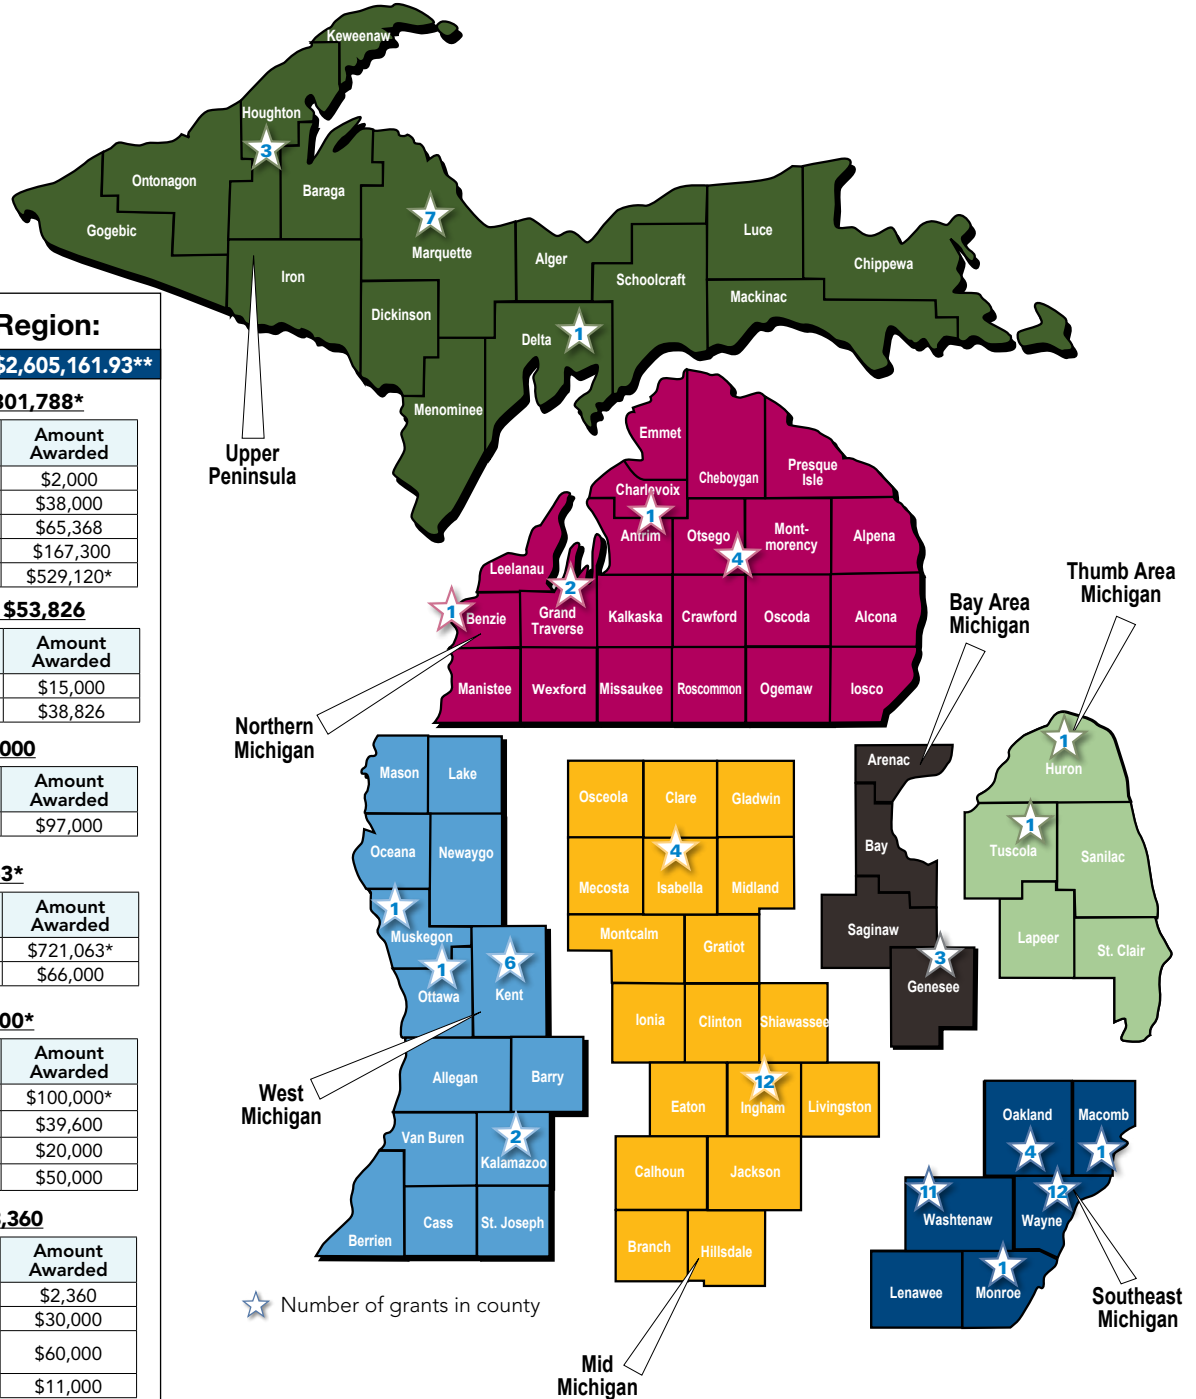 Region:
$2,605,161.93**
301,788*
Amount
Awarded
$2,000
$38,000
$65,368
$167,300
$529,120*
$53,826
Amount
Awarded
$15,000
$38,826
000
Amount
Awarded
$97,000
3*
Amount
Awarded
$721,063*
$66,000
00*
Amount
Awarded
$100,000*
$39,600
$20,000
$50,000
,360
Amount
Awarded
$2,360
$30,000
$60,000
$11,000
Keweenaw
Houghton
3
Ontonagon
Baraga
Gogebic
7
Marquette
Iron
Alger
Luce
Chippewa
Schoolcraft
Mackinac
Dickinson
Delta
1
Menominee
Upper
Peninsula
Emmet
Cheboygan
Presque
Isle
Charlevoix
1
Antrim
Otsego
4
Mont-
morency
Alpena
Leelanau
2
1
Benzie
Grand
Traverse
Kalkaska
Crawford
Oscoda
Alcona
Manistee
Wexford
Missaukee
Roscommon
Ogemaw
Iosco
Northern
Michigan
Bay Area
Michigan
Thumb Area
Michigan
Mason
Lake
Oceana
Newaygo
1
Muskegon
1
Ottawa
6
Kent
Allegan
Barry
Van Buren
2
Kalamazoo
Berrien
Cass
St. Joseph
West
Michigan
Osceola
Clare
Gladwin
4
Mecosta
Isabella
Midland
Montcalm
Gratiot
Ionia
Clinton
Shiawassee
Eaton
12
Ingham
Livingston
Calhoun
Jackson
Branch
Hillsdale
Mid
Michigan
Arenac
Bay
Saginaw
3
Genesee
1
Huron
1
Tuscola
Sanilac
Lapeer
St. Clair
Oakland
4
Macomb
1
11
Washtenaw
12
Wayne
Lenawee
1
Monroe
Southeast
Michigan
Number of grants in county